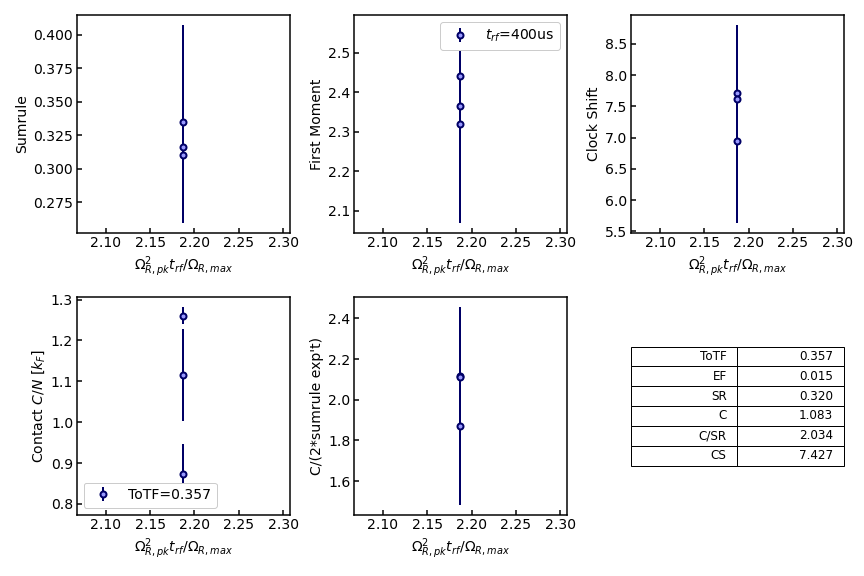 Sumrule
0.400
0.375
0.350
0.325
0.300
0.275
2.10 2.15 2.20 2.25 2.30
Ω²R,pk trf/ΩR,max
First Moment
2.5
2.4
2.3
2.2
2.1
trf=400us
2.10 2.15 2.20 2.25 2.30
Ω²R,pk trf/ΩR,max
Clock Shift
8.5
8.0
7.5
7.0
6.5
6.0
5.5
2.10 2.15 2.20 2.25 2.30
Ω²R,pk trf/ΩR,max
Contact C/N [kF]
1.3
1.2
1.1
1.0
0.9
0.8
ToTF=0.357
2.10 2.15 2.20 2.25 2.30
Ω²R,pk trf/ΩR,max
C/(2*sumrule exp't)
2.4
2.2
2.0
1.8
1.6
2.10 2.15 2.20 2.25 2.30
Ω²R,pk trf/ΩR,max
ToTF 0.357
EF 0.015
SR 0.320
C 1.083
C/SR 2.034
CS 7.427